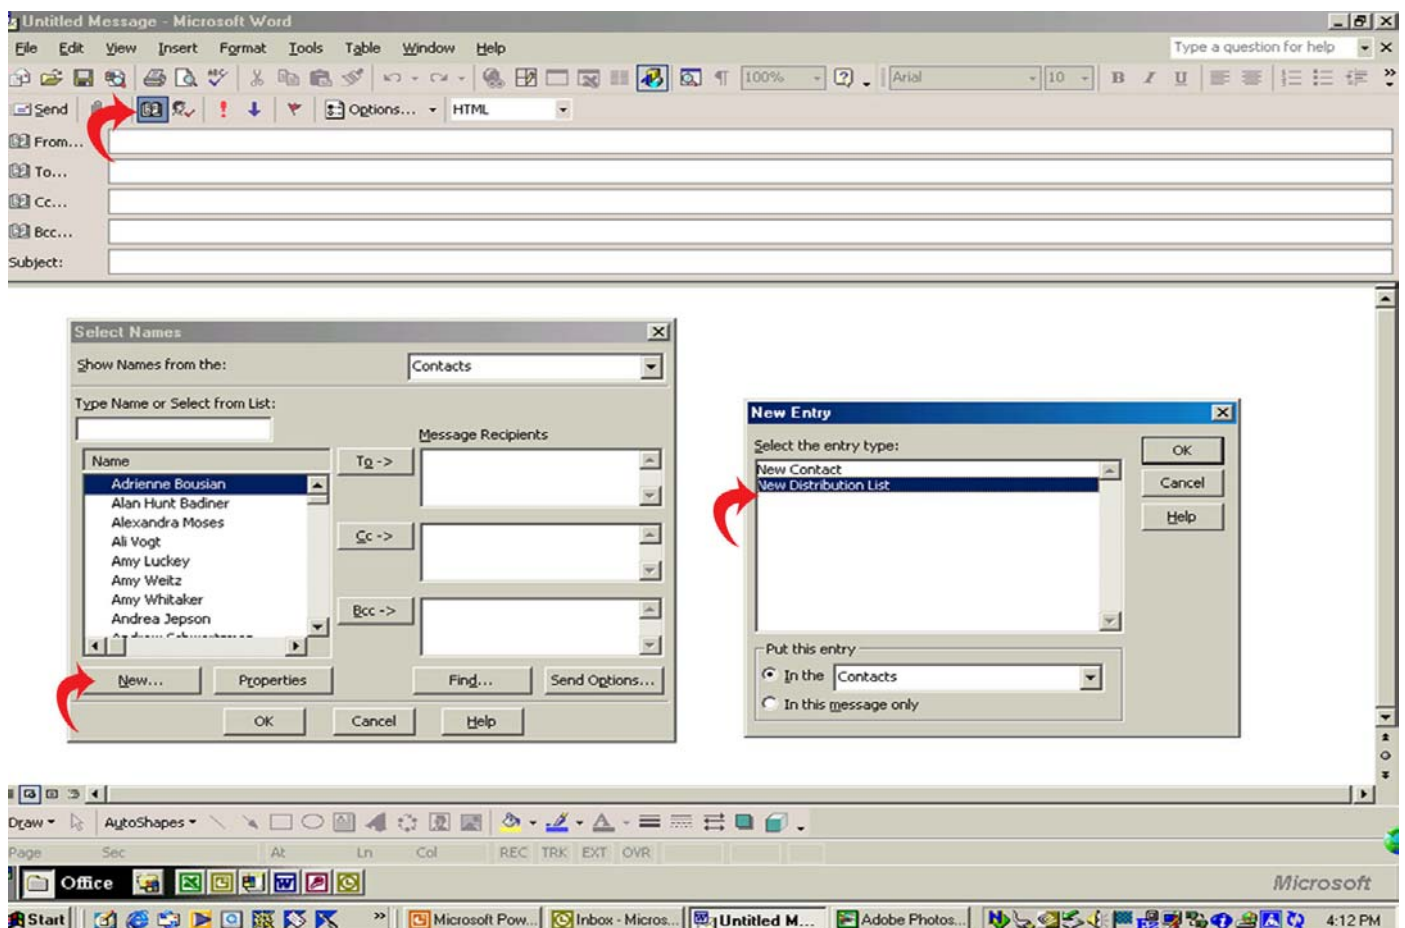 Untitled Message - Microsoft Word
File Edit View Insert Format Tools Table Window Help Type a question for help
100% Arial 10 B I U
Send Options... HTML
From...
To...
Cc...
Bcc...
Subject:
Select Names
Show Names from the: Contacts
Type Name or Select from List:
Message Recipients
Name
To ->
Adrienne Bousian
Alan Hunt Badiner
Alexandra Moses
Ali Vogt
Cc ->
Amy Luckey
Amy Weitz
Amy Whitaker
Bcc ->
Andrea Jepson
New... Properties Find... Send Options...
OK Cancel Help
New Entry
Select the entry type:
OK
New Contact
New Distribution List
Cancel
Help
Put this entry
In the Contacts
In this message only
Draw AutoShapes
Page Sec At Ln Col REC TRK EXT OVR
Office Microsoft
Start Microsoft Pow... Inbox - Micros... Untitled M... Adobe Photos... 4:12 PM